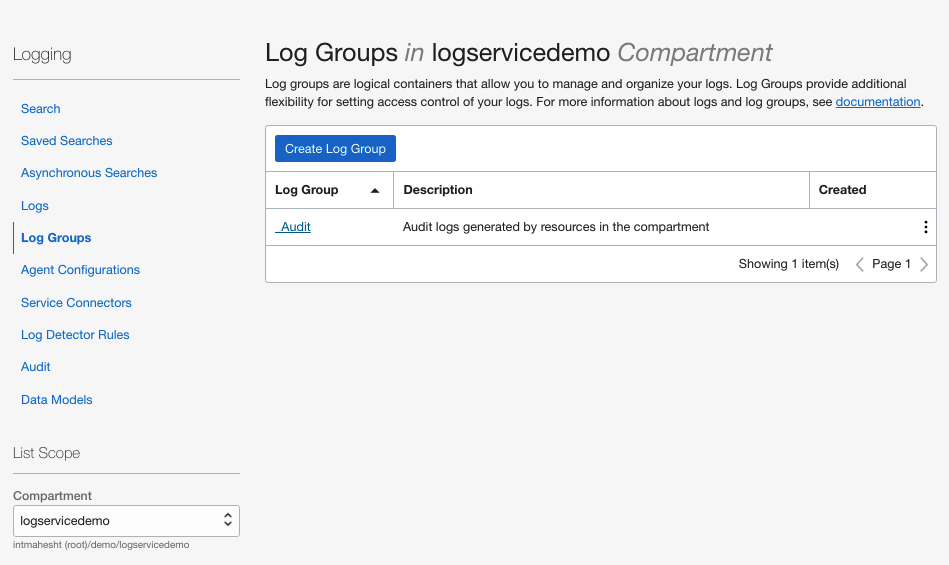 Logging
Search
Saved Searches
Asynchronous Searches
Logs
Log Groups
Agent Configurations
Service Connectors
Log Detector Rules
Audit
Data Models
List Scope
Compartment
logservicedemo
intmahesht (root)/demo/logservicedemo
Log Groups in logservicedemo Compartment
Log groups are logical containers that allow you to manage and organize your logs. Log Groups provide additional
flexibility for setting access control of your logs. For more information about logs and log groups, see documentation.
Create Log Group
Log Group Description Created
_Audit Audit logs generated by resources in the compartment
Showing 1 item(s) Page 1